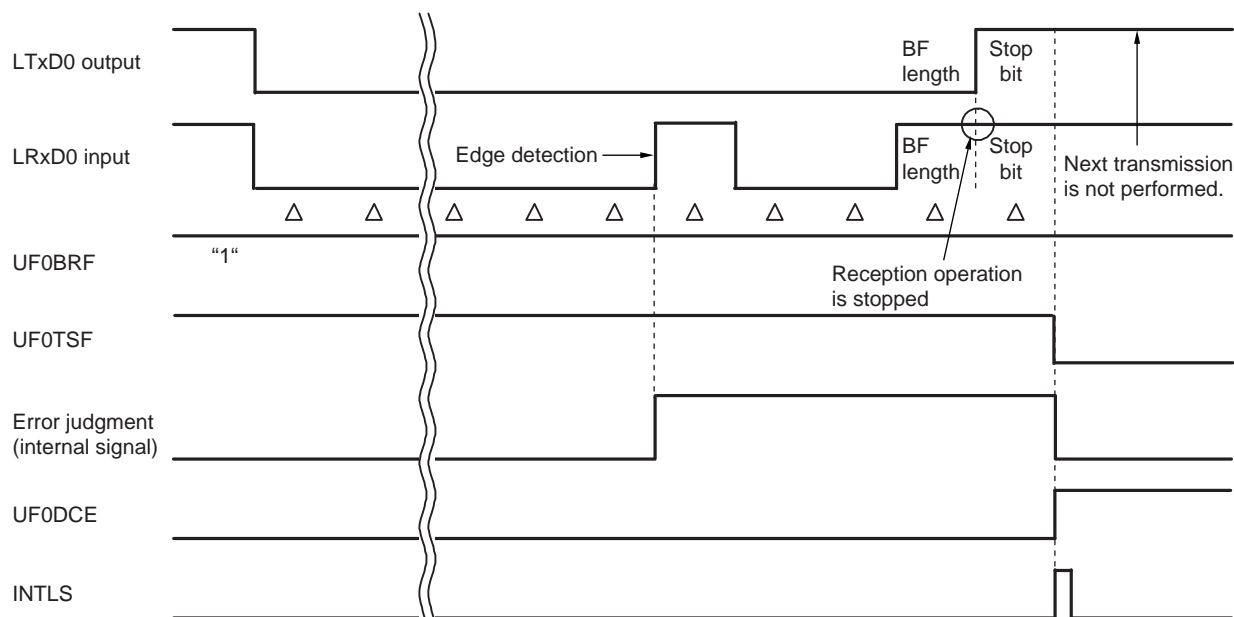 LTxD0 output
BF
length
Stop
bit
LRxD0 input
Edge detection
BF
length
Stop
bit
Next transmission
is not performed.
“1“
UF0BRF
Reception operation
is stopped
UF0TSF
Error judgment
(internal signal)
UF0DCE
INTLS